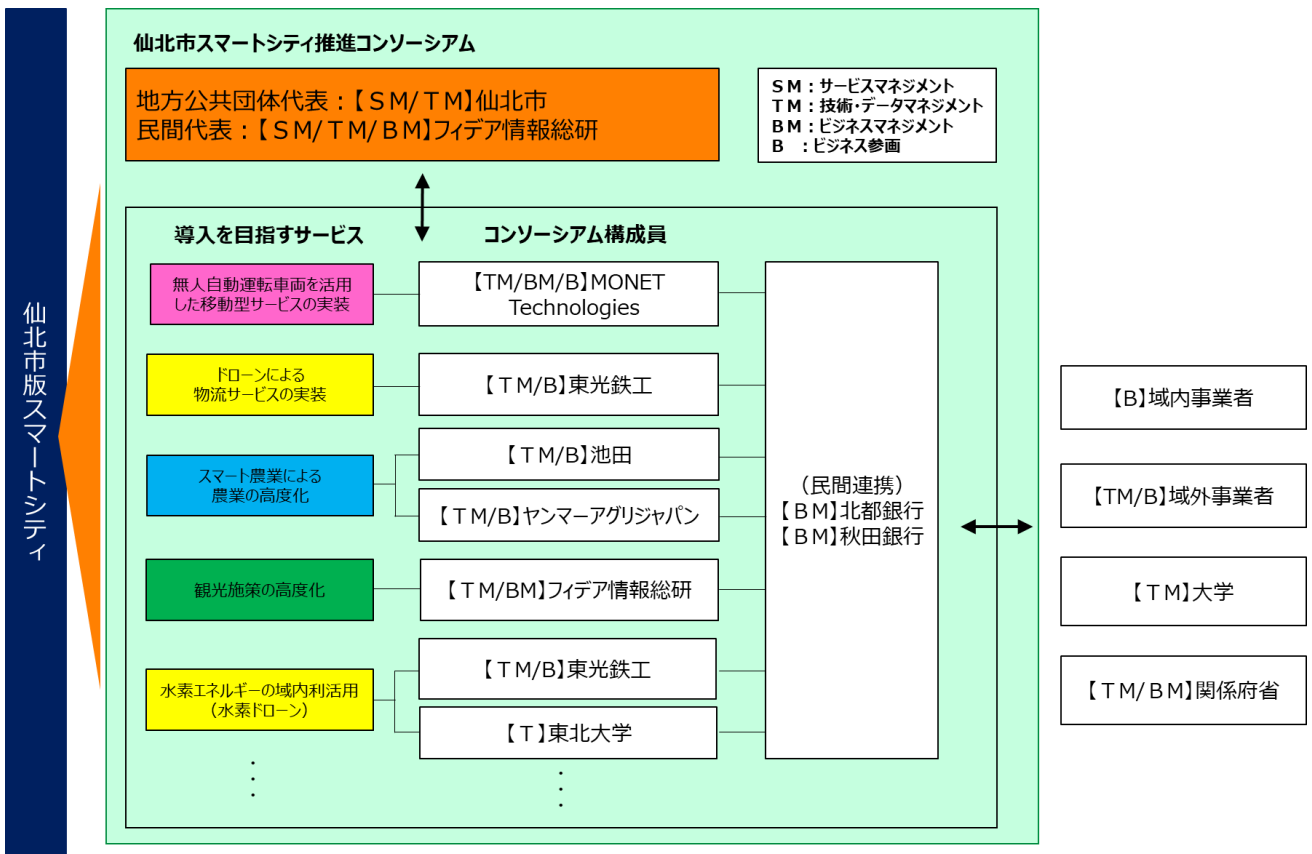 仙北市版スマートシティ
仙北市スマートシティ推進コンソーシアム
地方公共団体代表：【ＳＭ/ＴＭ】仙北市
民間代表：【ＳＭ/ＴＭ/ＢＭ】フィデア情報総研
ＳＭ：サービスマネジメント
ＴＭ：技術・データマネジメント
ＢＭ：ビジネスマネジメント
Ｂ　：ビジネス参画
導入を目指すサービス
コンソーシアム構成員
無人自動運転車両を活用
した移動型サービスの実装
【TM/BM/B】MONET
Technologies
ドローンによる
物流サービスの実装
【ＴＭ/B】東光鉄工
スマート農業による
農業の高度化
【ＴＭ/B】池田
【ＴＭ/B】ヤンマーアグリジャパン
観光施策の高度化
【ＴＭ/BM】フィデア情報総研
水素エネルギーの域内利活用
（水素ドローン）
【ＴＭ/B】東光鉄工
【Ｔ】東北大学
（民間連携）
【ＢＭ】北都銀行
【ＢＭ】秋田銀行
【B】域内事業者
【TM/B】域外事業者
【ＴＭ】大学
【ＴＭ/ＢＭ】関係府省